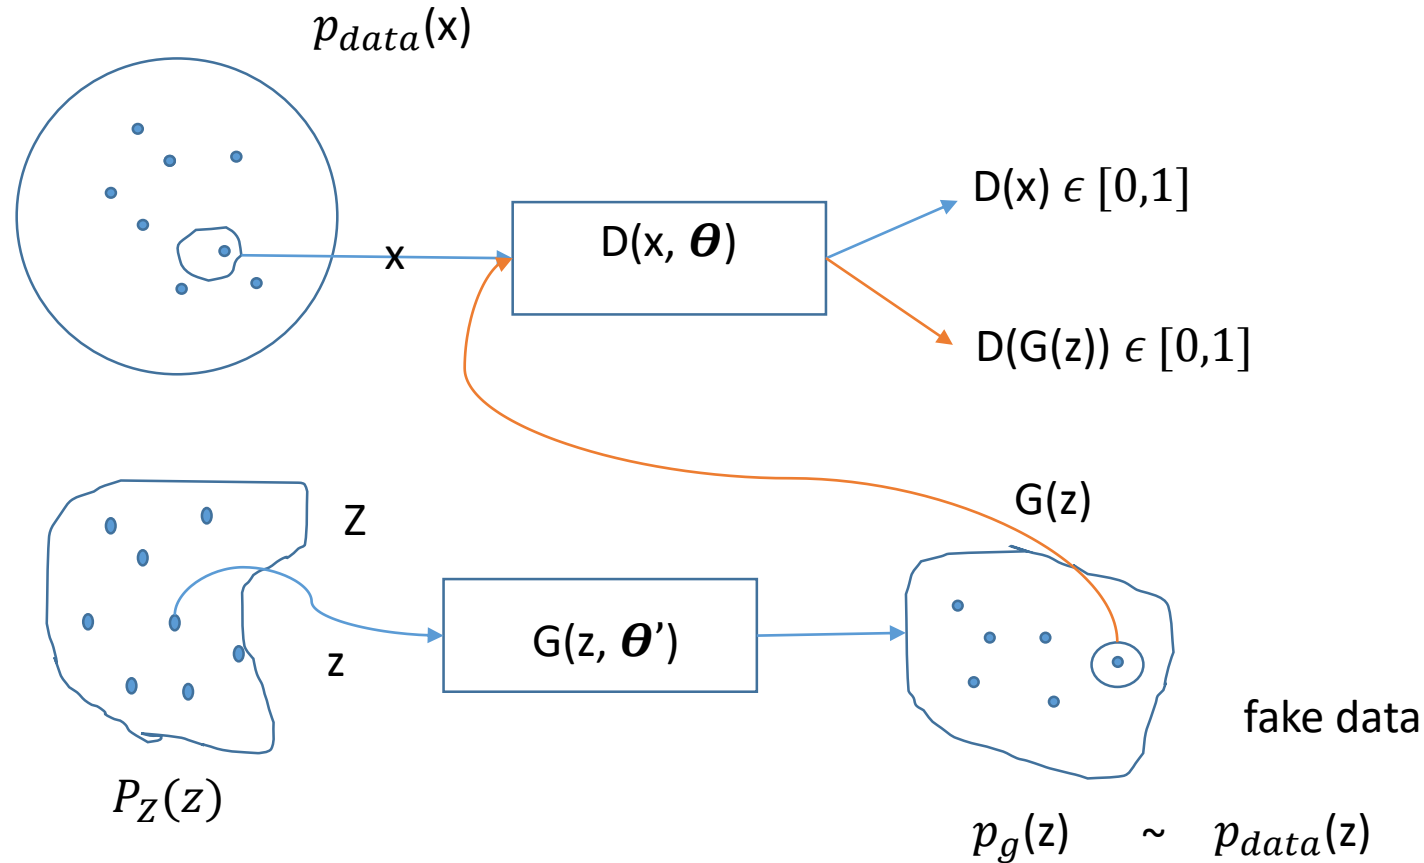 p_data(x)
D(x) ϵ [0,1]
D(x, θ)
x
D(G(z)) ϵ [0,1]
G(z)
Z
G(z, θ’)
z
fake data
P_Z(z)
p_g(z) ~ p_data(z)